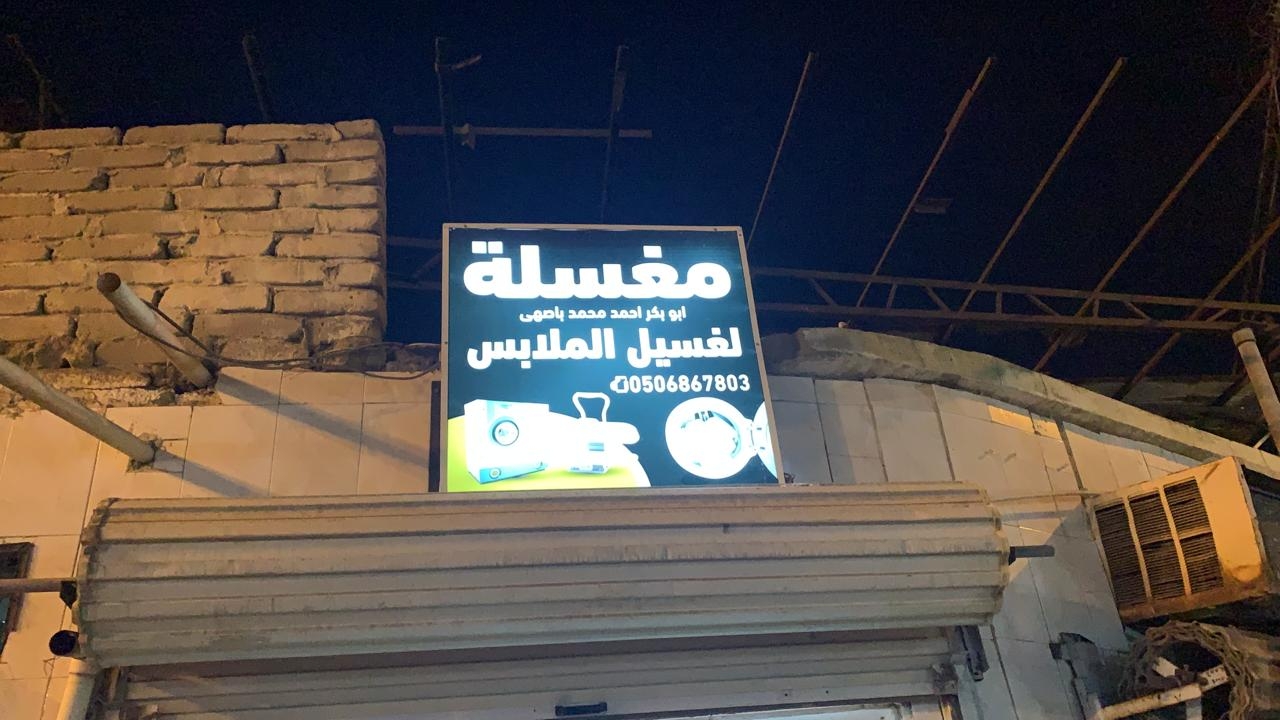 مغسلة
ابو بكر احمد محمد باصهى
لغسيل الملابس
0506867803